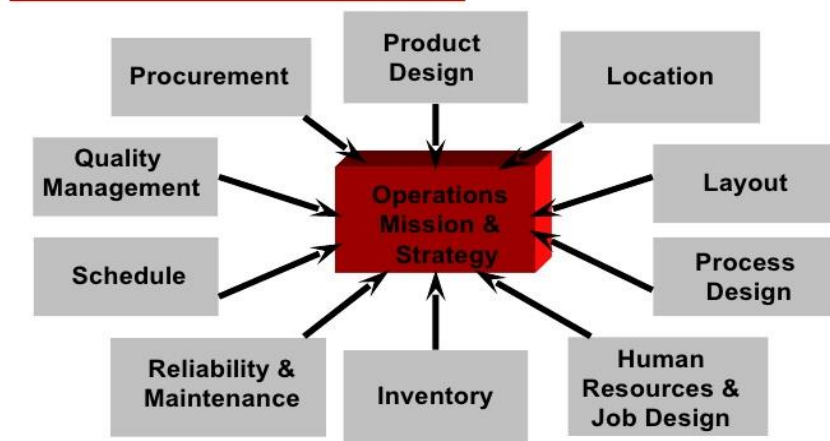 Product
Design
Procurement
Location
Quality
Management
Operations
Mission &
Strategy
Layout
Schedule
Process
Design
Reliability &
Maintenance
Inventory
Human
Resources &
Job Design